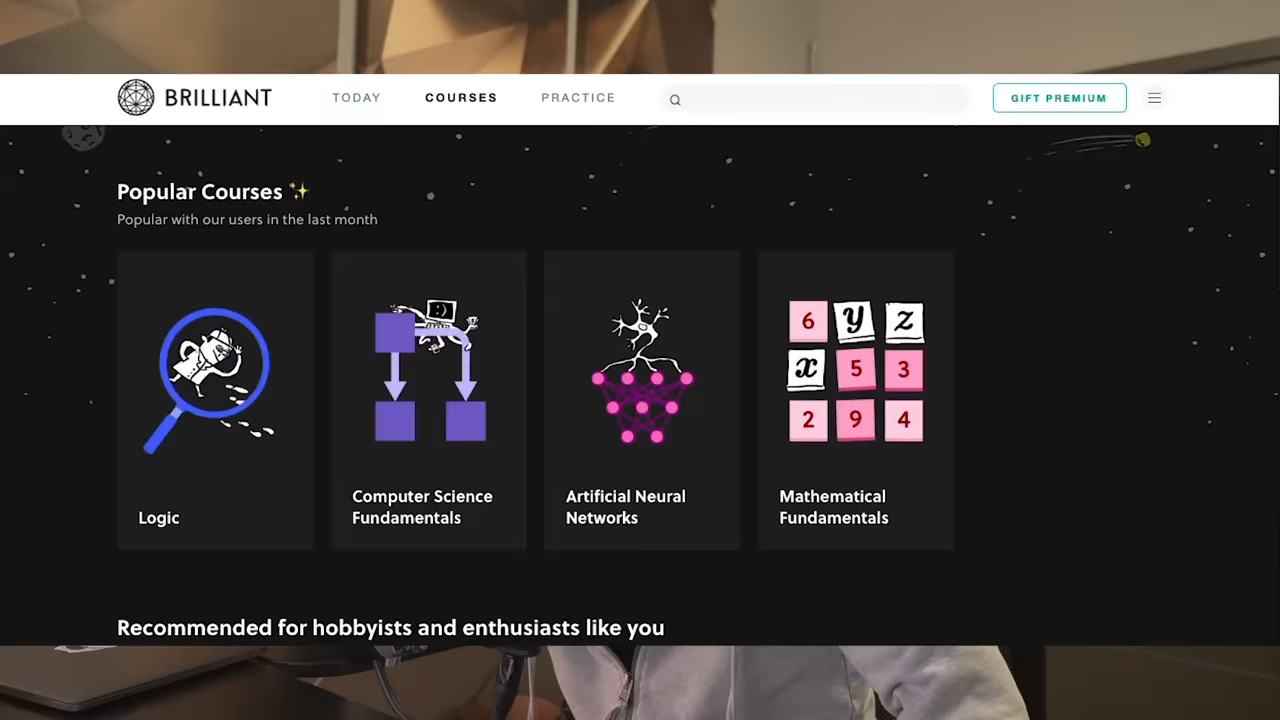 BRILLIANT
TODAY
COURSES
PRACTICE
GIFT PREMIUM
Popular Courses ✨
Popular with our users in the last month
6 y z
x 5 3
2 9 4
Logic
Computer Science
Fundamentals
Artificial Neural
Networks
Mathematical
Fundamentals
Recommended for hobbyists and enthusiasts like you